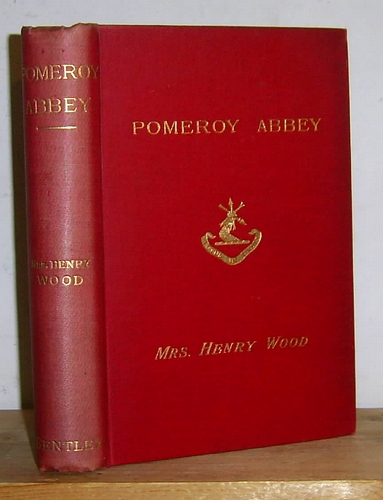 POMEROY
ABBEY
MRS. HENRY
WOOD
BENTLEY
POMEROY ABBEY
MRS. HENRY WOOD